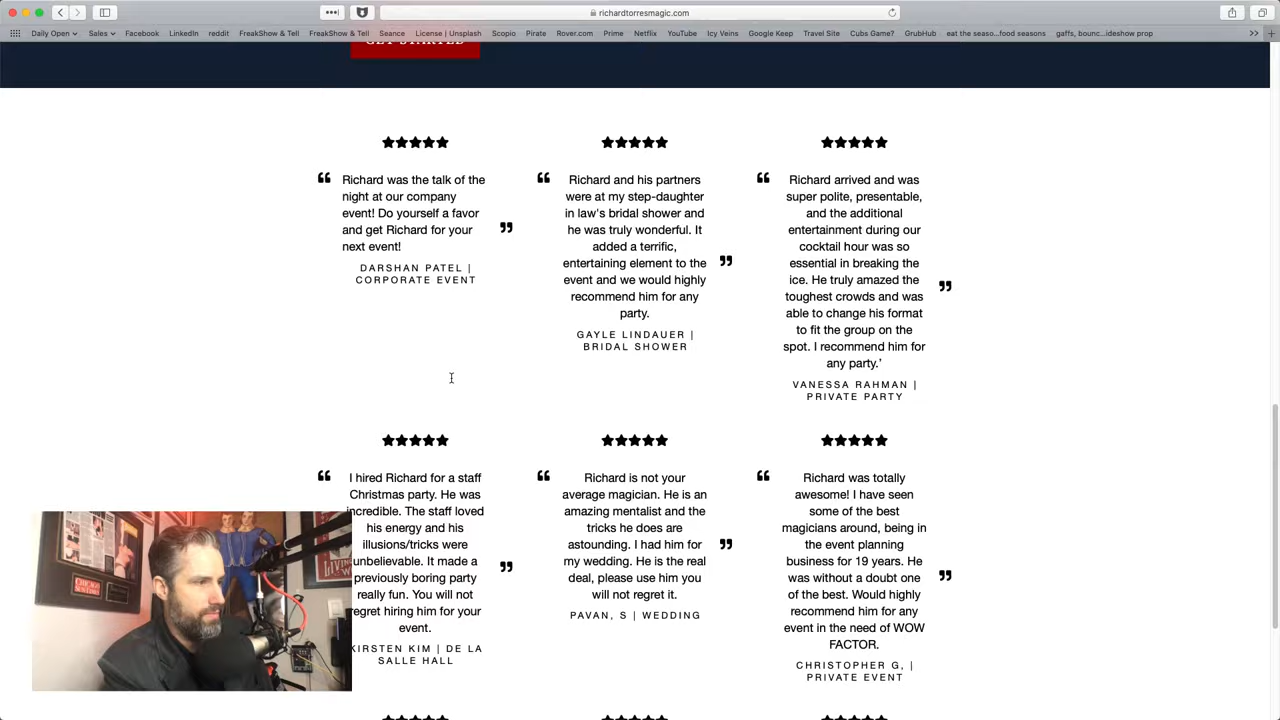 richardtorresmagic.com
Daily Open
Sales
Facebook
LinkedIn
reddit
FreakShow & Tell
FreakShow & Tell
Seance
License | Unsplash
Scopio
Pirate
Rover.com
Prime
Netflix
YouTube
Icy Veins
Google Keep
Travel Site
Cubs Game?
GrubHub
eat the seaso...food seasons
gaffs, bounc...ideshow prop
GET STARTED
“ Richard was the talk of the
night at our company
event! Do yourself a favor
and get Richard for your
next event! ”
DARSHAN PATEL |
CORPORATE EVENT
“ Richard and his partners
were at my step-daughter
in law's bridal shower and
he was truly wonderful. It
added a terrific,
entertaining element to the
event and we would highly
recommend him for any
party. ”
GAYLE LINDAUER |
BRIDAL SHOWER
“ Richard arrived and was
super polite, presentable,
and the additional
entertainment during our
cocktail hour was so
essential in breaking the
ice. He truly amazed the
toughest crowds and was
able to change his format
to fit the group on the
spot. I recommend him for
any party.’ ”
VANESSA RAHMAN |
PRIVATE PARTY
“ I hired Richard for a staff
Christmas party. He was
incredible. The staff loved
his energy and his
illusions/tricks were
unbelievable. It made a
previously boring party
really fun. You will not
regret hiring him for your
event. ”
KIRSTEN KIM | DE LA
SALLE HALL
“ Richard is not your
average magician. He is an
amazing mentalist and the
tricks he does are
astounding. I had him for
my wedding. He is the real
deal, please use him you
will not regret it. ”
PAVAN, S | WEDDING
“ Richard was totally
awesome! I have seen
some of the best
magicians around, being in
the event planning
business for 19 years. He
was without a doubt one
of the best. Would highly
recommend him for any
event in the need of WOW
FACTOR. ”
CHRISTOPHER G, |
PRIVATE EVENT